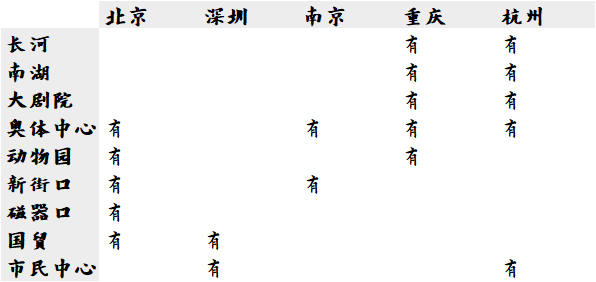 北京 深圳 南京 重庆 杭州
长河 有 有
南湖 有 有
大剧院 有 有
奥体中心 有 有 有 有
动物园 有 有
新街口 有 有
磁器口 有
国贸 有 有
市民中心 有 有